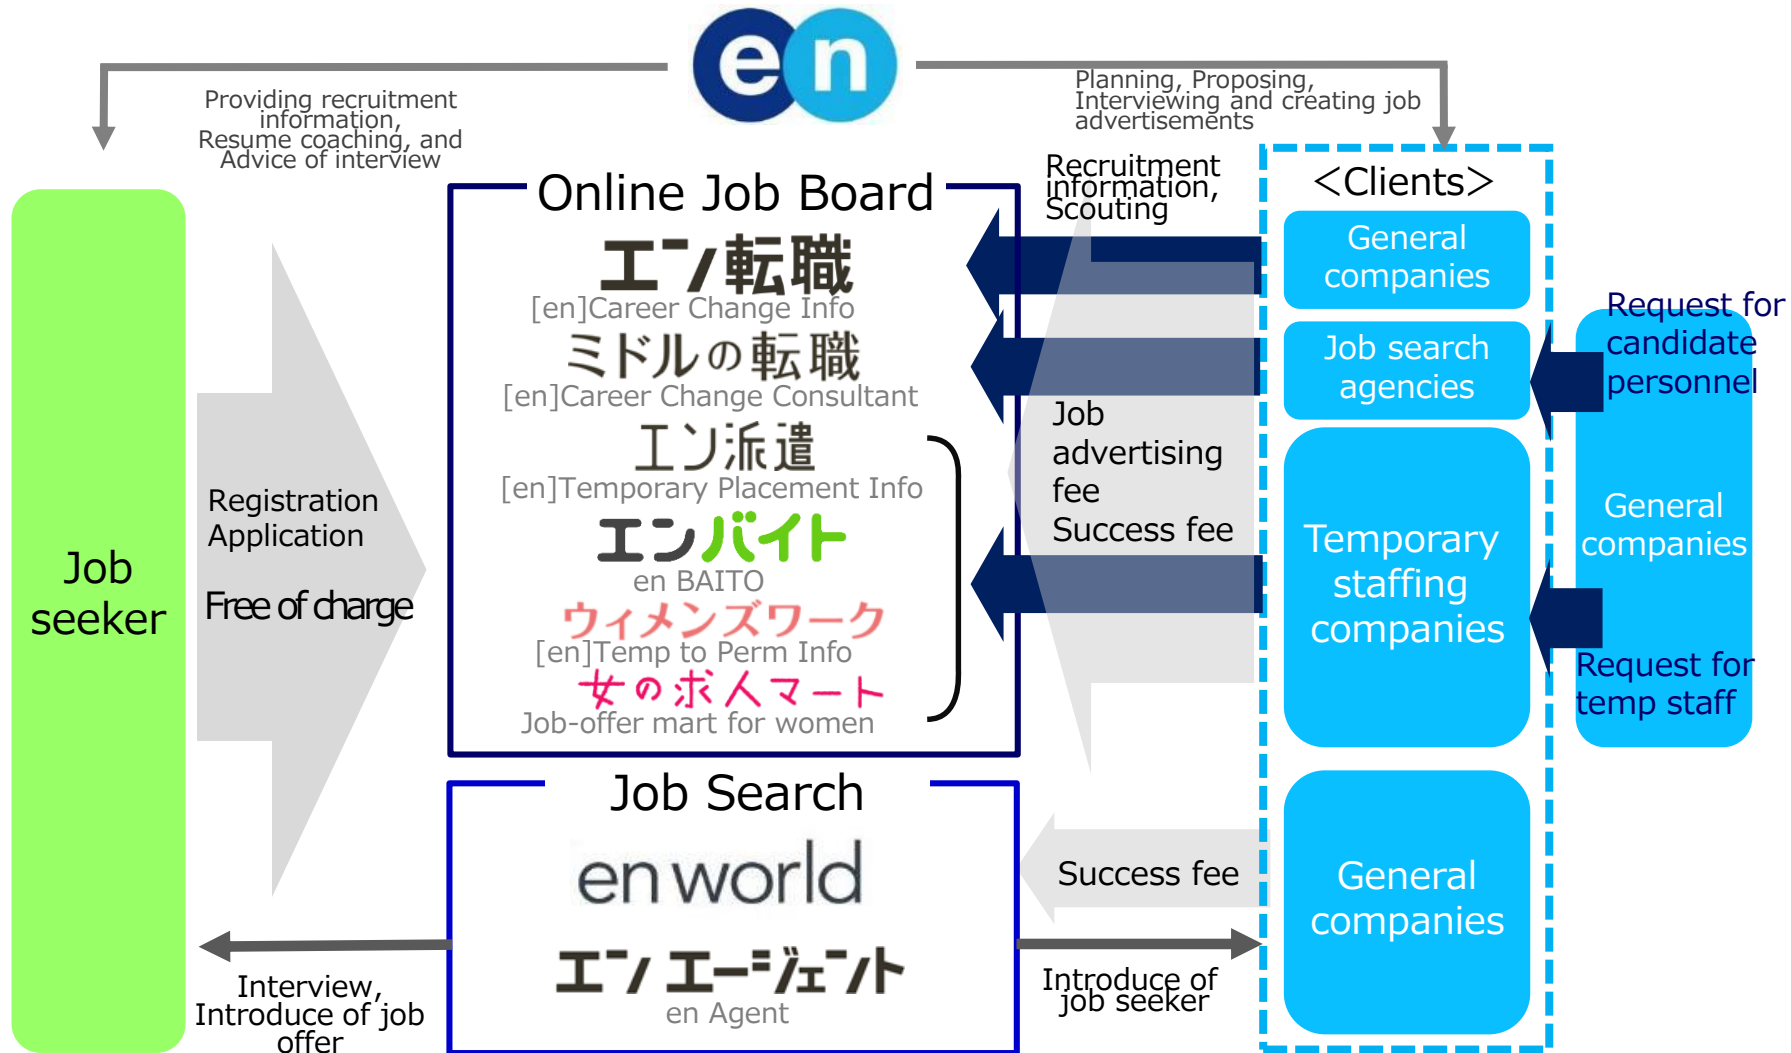 en
Providing recruitment
information,
Resume coaching, and
Advice of interview
Planning, Proposing,
Interviewing and creating job
advertisements
Job
seeker
Registration
Application
Free of charge
Online Job Board
エン転職
[en]Career Change Info
ミドルの転職
[en]Career Change Consultant
エン派遣
[en]Temporary Placement Info
エンバイト
en BAITO
ウィメンズワーク
[en]Temp to Perm Info
女の求人マート
Job-offer mart for women
Recruitment
information,
Scouting
Job
advertising
fee
Success fee
<Clients>
General
companies
Job search
agencies
Temporary
staffing
companies
Request for
candidate
personnel
General
companies
Request for
temp staff
Job Search
en world
エン エージェント
en Agent
Success fee
General
companies
Interview,
Introduce of job
offer
Introduce of
job seeker